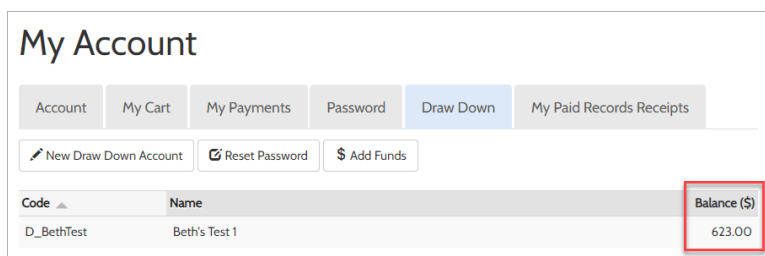 My Account
Account My Cart My Payments Password Draw Down My Paid Records Receipts
New Draw Down Account Reset Password $ Add Funds
Code Name Balance ($)
D_BethTest Beth's Test 1 623.00